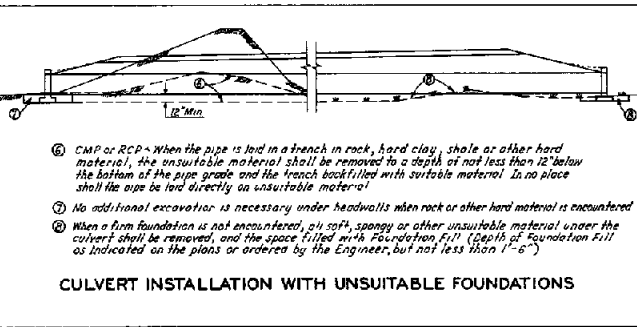 ⑥ ⑧
⑦ 12" Min ⑧
⑥ CMP or RCP - When the pipe is laid in a trench in rock, hard clay, shale or other hard
material, the unsuitable material shall be removed to a depth of not less than 12" below
the bottom of the pipe grade and the trench backfilled with suitable material In no place
shall the pipe be laid directly on unsuitable material
⑦ No additional excavation is necessary under headwalls when rock or other hard material is encountered
⑧ When a firm foundation is not encountered, all soft, spongy or other unsuitable material under the
culvert shall be removed, and the space filled with Foundation Fill (Depth of Foundation Fill
as Indicated on the plans or ordered by the Engineer, but not less than 1'-6")
CULVERT INSTALLATION WITH UNSUITABLE FOUNDATIONS